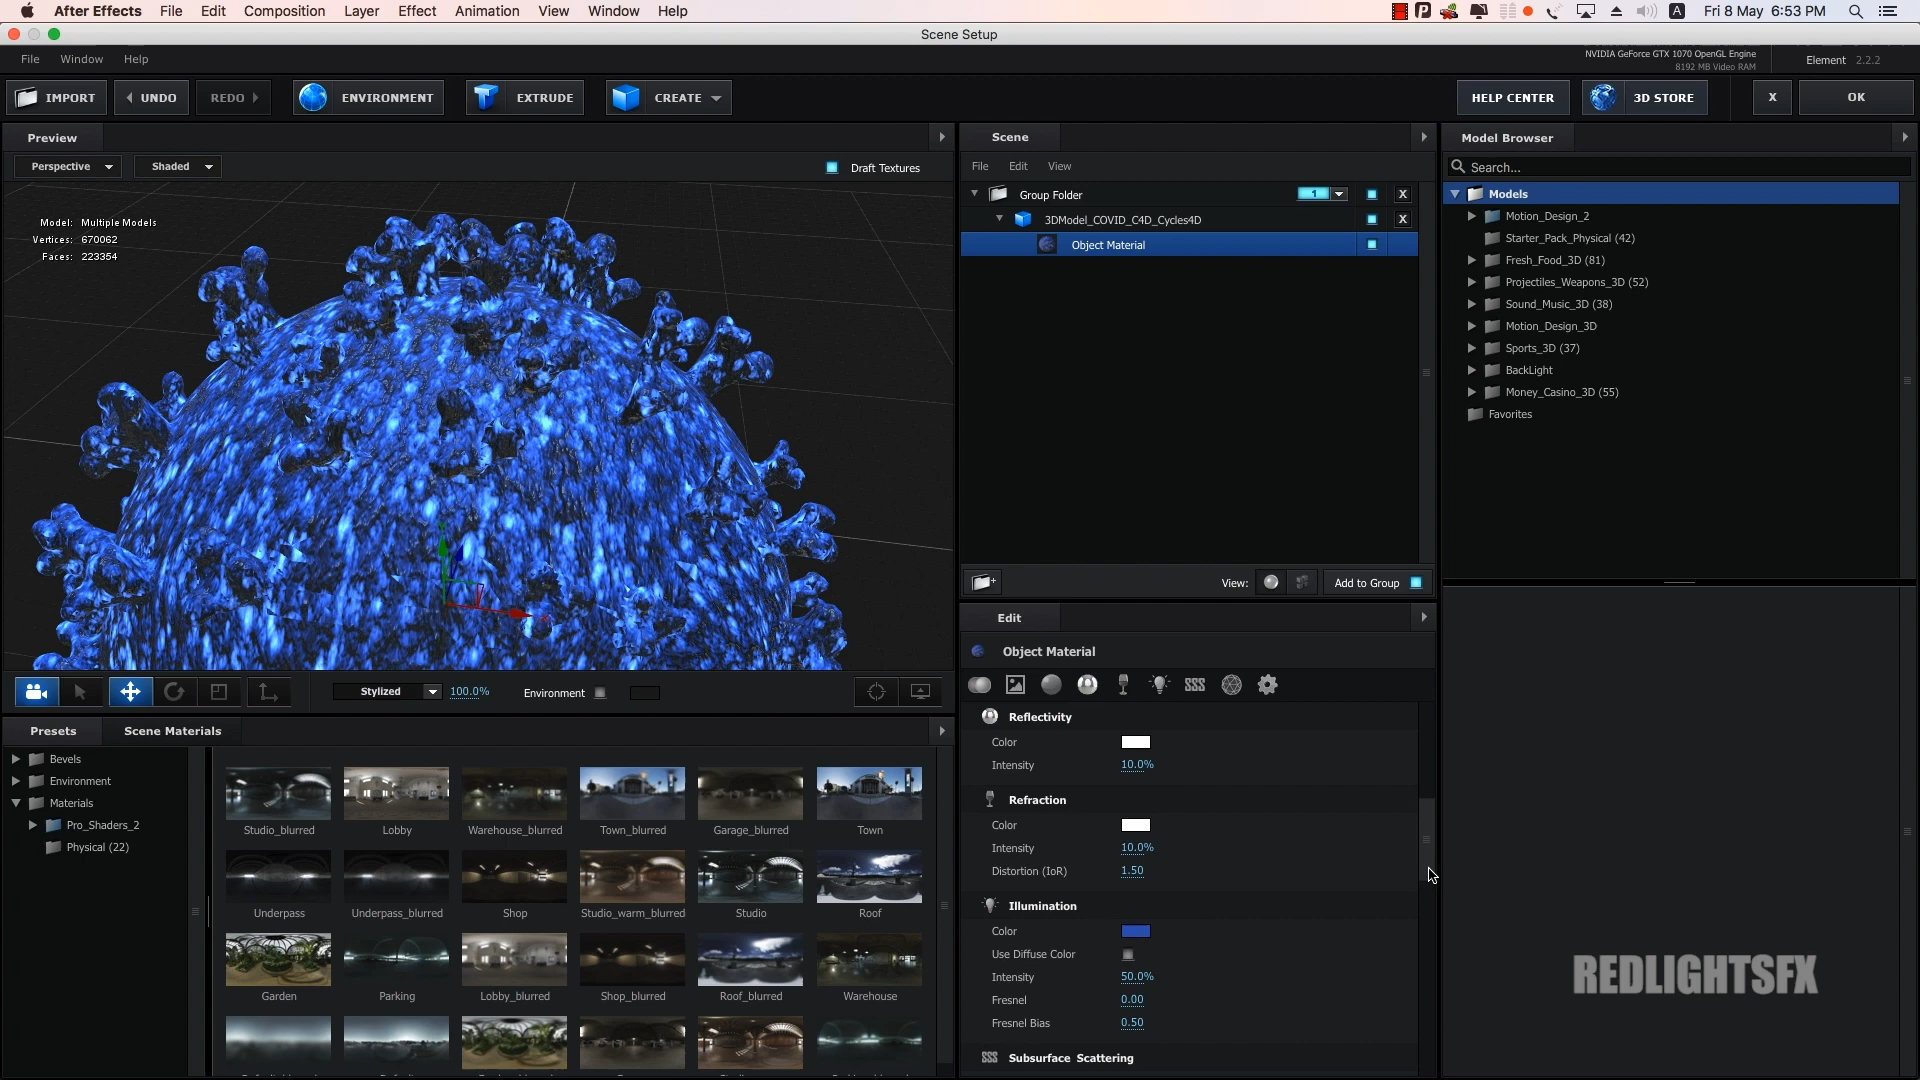 After Effects File Edit Composition Layer Effect Animation View Window Help
A Fri 8 May 6:53 PM
Scene Setup
File Window Help
NVIDIA GeForce GTX 1070 OpenGL Engine
8192 MB Video RAM
Element 2.2.2
IMPORT UNDO REDO ENVIRONMENT EXTRUDE CREATE HELP CENTER 3D STORE X OK
Preview
Perspective Shaded Draft Textures
Model: Multiple Models
Vertices: 670062
Faces: 223354
Stylized 100.0% Environment
Presets Scene Materials
Bevels
Environment
Materials
Pro_Shaders_2
Physical (22)
Studio_blurred Lobby Warehouse_blurred Town_blurred Garage_blurred Town
Underpass Underpass_blurred Shop Studio_warm_blurred Studio Roof
Garden Parking Lobby_blurred Shop_blurred Roof_blurred Warehouse
Scene
File Edit View
Group Folder 1 X
3DModel_COVID_C4D_Cycles4D X
Object Material
View: Add to Group
Edit
Object Material
Reflectivity
Color
Intensity 10.0%
Refraction
Color
Intensity 10.0%
Distortion (IoR) 1.50
Illumination
Color
Use Diffuse Color
Intensity 50.0%
Fresnel 0.00
Fresnel Bias 0.50
Subsurface Scattering
Model Browser
Search...
Models
Motion_Design_2
Starter_Pack_Physical (42)
Fresh_Food_3D (81)
Projectiles_Weapons_3D (52)
Sound_Music_3D (38)
Motion_Design_3D
Sports_3D (37)
BackLight
Money_Casino_3D (55)
Favorites
REDLIGHTSFX